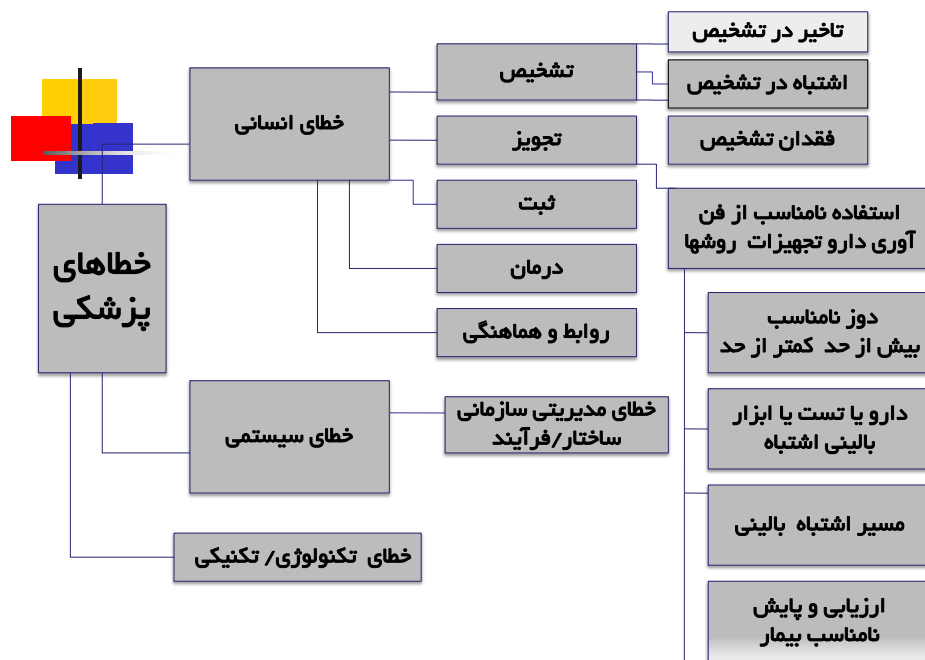 خطاهای
پزشکی
خطای انسانی
تشخیص
تاخیر در تشخیص
اشتباه در تشخیص
فقدان تشخیص
تجویز
استفاده نامناسب از فن
آوری دارو تجهیزات روشها
دوز نامناسب
بیش از حد کمتر از حد
دارو یا تست یا ابزار
بالینی اشتباه
مسیر اشتباه بالینی
ارزیابی و پایش
نامناسب بیمار
ثبت
درمان
روابط و هماهنگی
خطای سیستمی
خطای مدیریتی سازمانی
ساختار/فرآیند
خطای تکنولوژی/ تکنیکی